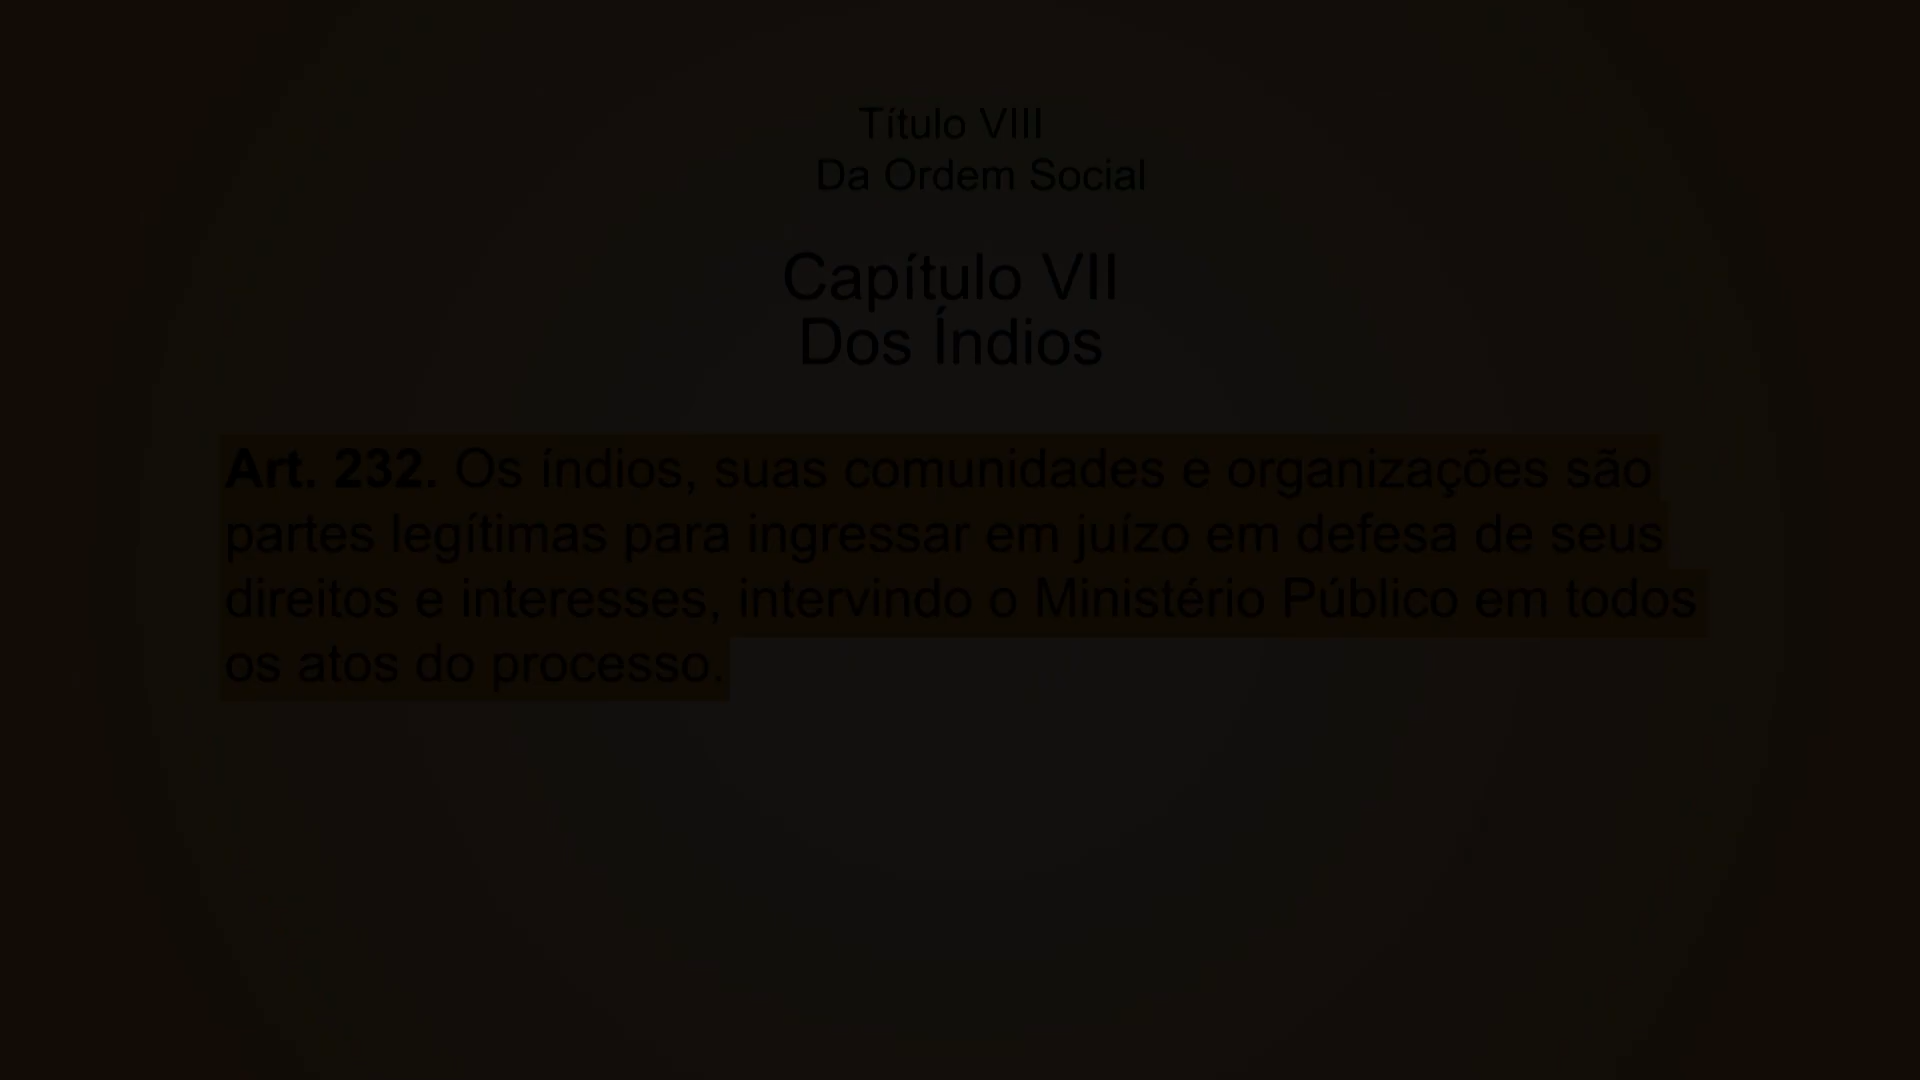 Título VIII
Da Ordem Social
Capítulo VII
Dos Índios
Art. 232. Os índios, suas comunidades e organizações são
partes legítimas para ingressar em juízo em defesa de seus
direitos e interesses, intervindo o Ministério Público em todos
os atos do processo.